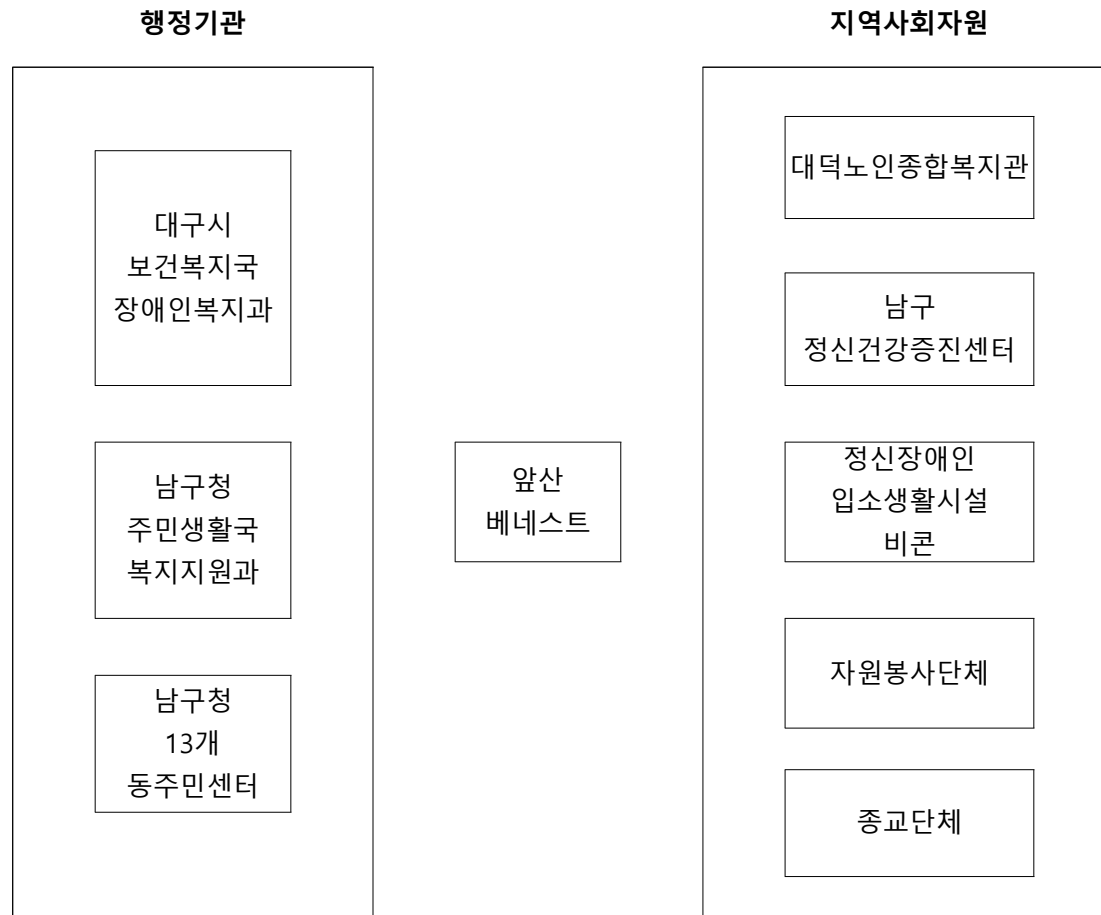 행정기관
대구시
보건복지국
장애인복지과
남구청
주민생활국
복지지원과
남구청
13개
동주민센터
앞산
베네스트
지역사회자원
대덕노인종합복지관
남구
정신건강증진센터
정신장애인
입소생활시설
비콘
자원봉사단체
종교단체